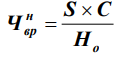 Ч^н_вр = S × C / H_o